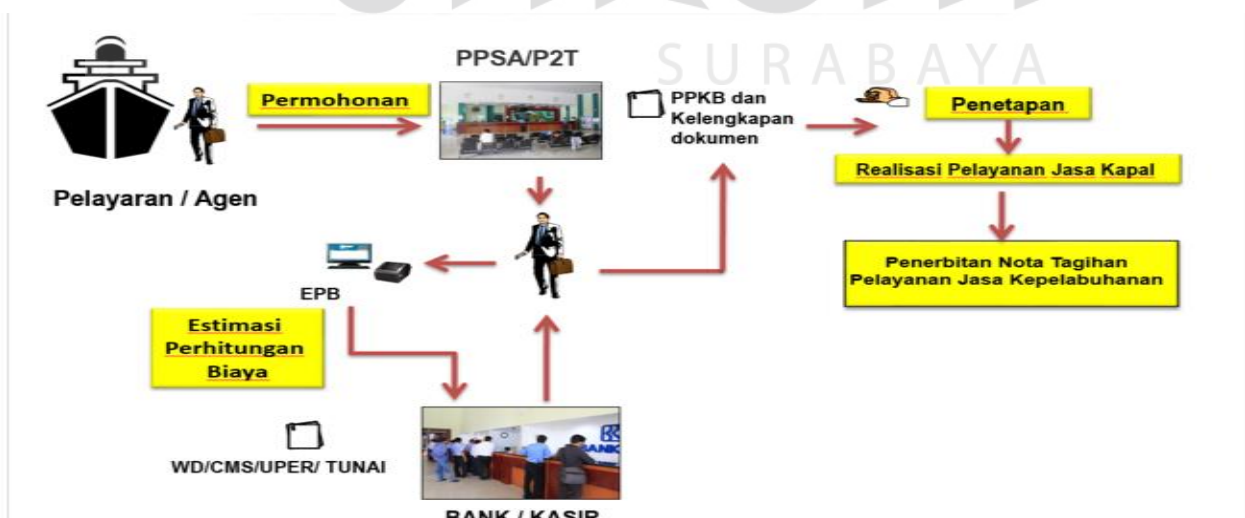 SURABAYA
PPSA/P2T
Permohonan
PPKB dan
Kelengkapan
dokumen
Penetapan
Pelayaran / Agen
Realisasi Pelayanan Jasa Kapal
EPB
Penerbitan Nota Tagihan
Pelayanan Jasa Kepelabuhanan
Estimasi
Perhitungan
Biaya
WD/CMS/UPER/ TUNAI
BANK
BANK / KASIR